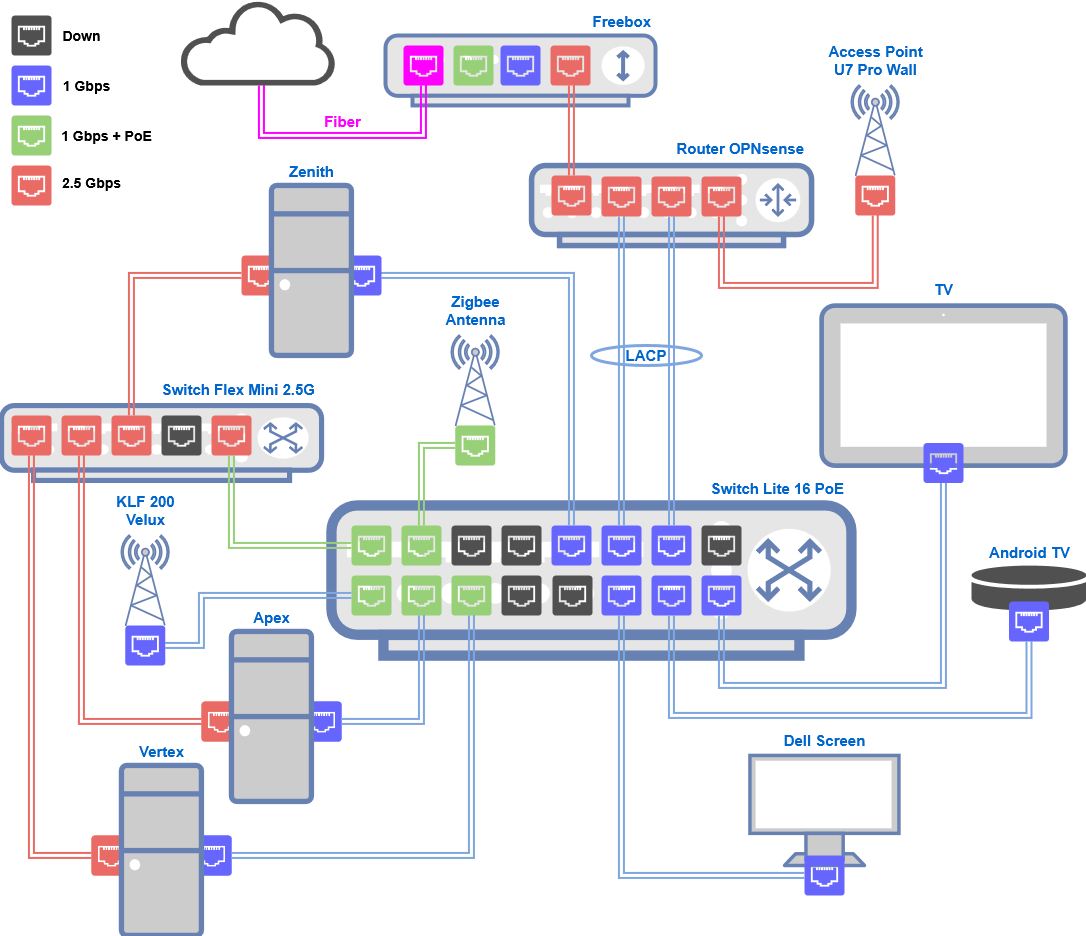 Down
1 Gbps
1 Gbps + PoE
2.5 Gbps
Freebox
Fiber
Access Point
U7 Pro Wall
Router OPNsense
Zenith
Zigbee
Antenna
TV
LACP
Switch Flex Mini 2.5G
Switch Lite 16 PoE
KLF 200
Velux
Android TV
Apex
Dell Screen
Vertex